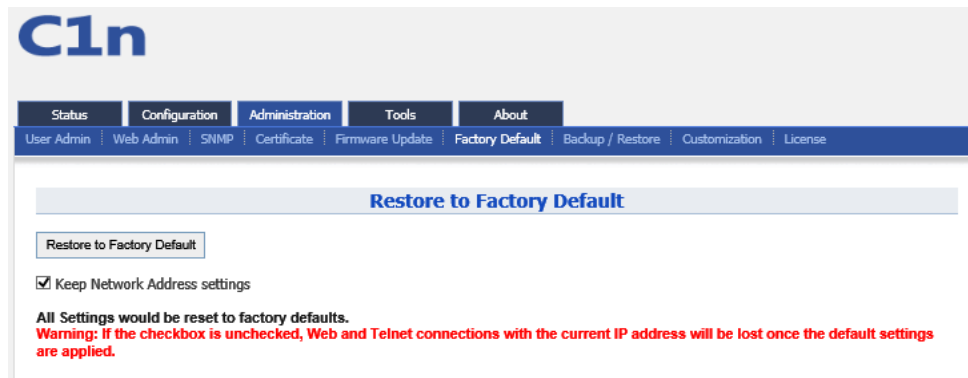 C1n
Status Configuration Administration Tools About
User Admin Web Admin SNMP Certificate Firmware Update Factory Default Backup / Restore Customization License
Restore to Factory Default
Restore to Factory Default
Keep Network Address settings
All Settings would be reset to factory defaults.
Warning: If the checkbox is unchecked, Web and Telnet connections with the current IP address will be lost once the default settings
are applied.